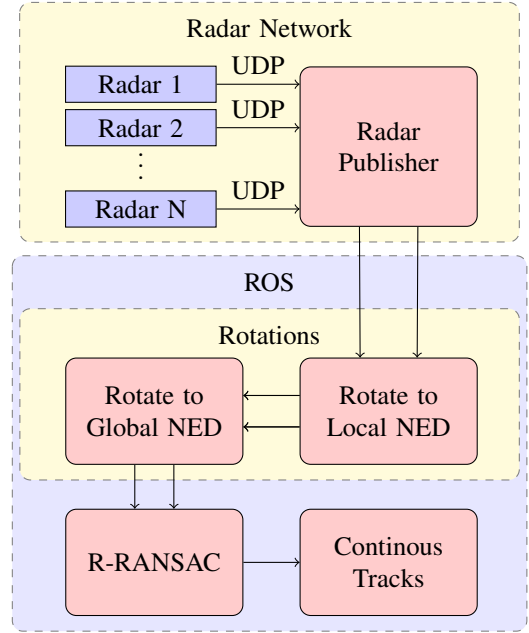 Radar Network
Radar 1
UDP
Radar 2
UDP
Radar N
UDP
Radar
Publisher
ROS
Rotations
Rotate to
Global NED
Rotate to
Local NED
R-RANSAC
Continous
Tracks